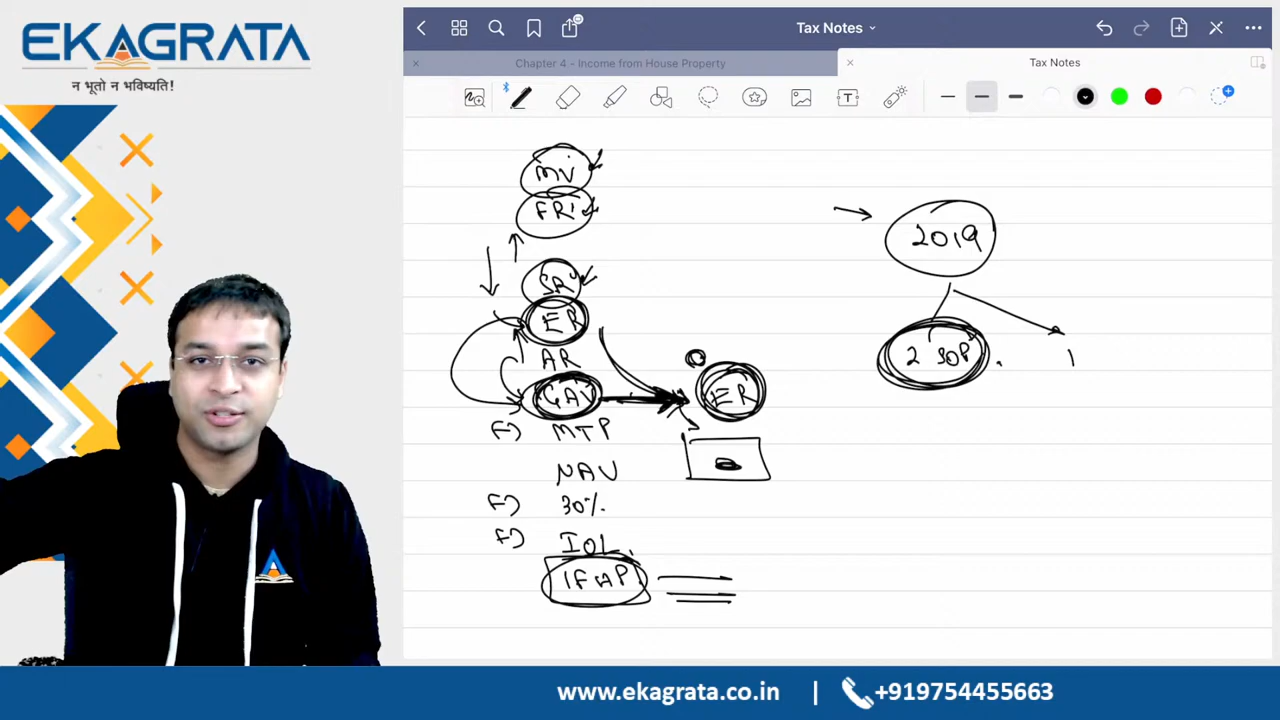 EKAGRATA
न भूतो न भविष्यति!
Tax Notes
Chapter 4 - Income from House Property
Tax Notes
T
MV
FR
SR
ER
AR
GAV
(-) MTP
NAV
(-) 30%
(-) IOL
IFHP
ER
2019
2 SOP
1
www.ekagrata.co.in | +919754455663